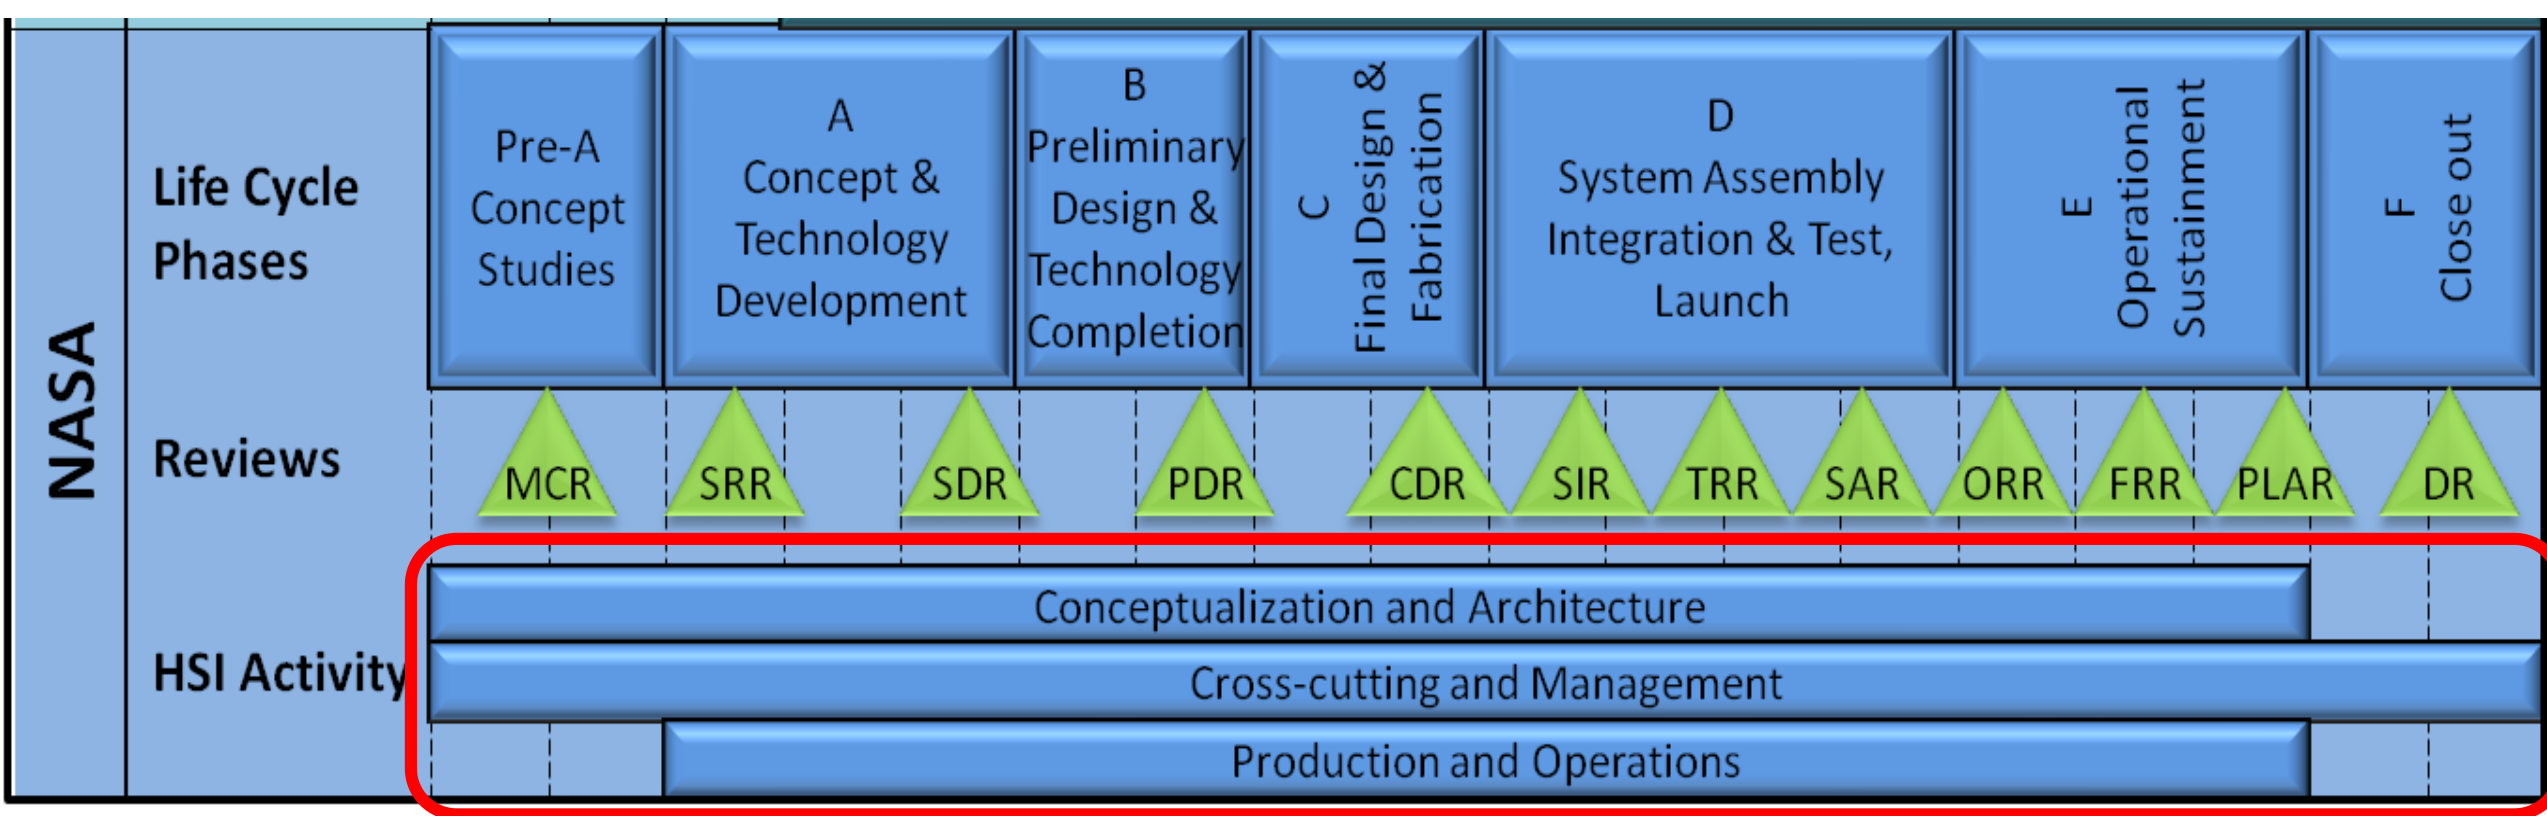 NASA
Life Cycle
Phases
Pre-A
Concept
Studies
A
Concept &
Technology
Development
B
Preliminary
Design &
Technology
Completion
C
Final Design &
Fabrication
D
System Assembly
Integration & Test,
Launch
E
Operational
Sustainment
F
Close out
Reviews
MCR
SRR
SDR
PDR
CDR
SIR
TRR
SAR
ORR
FRR
PLAR
DR
HSI Activity
Conceptualization and Architecture
Cross-cutting and Management
Production and Operations